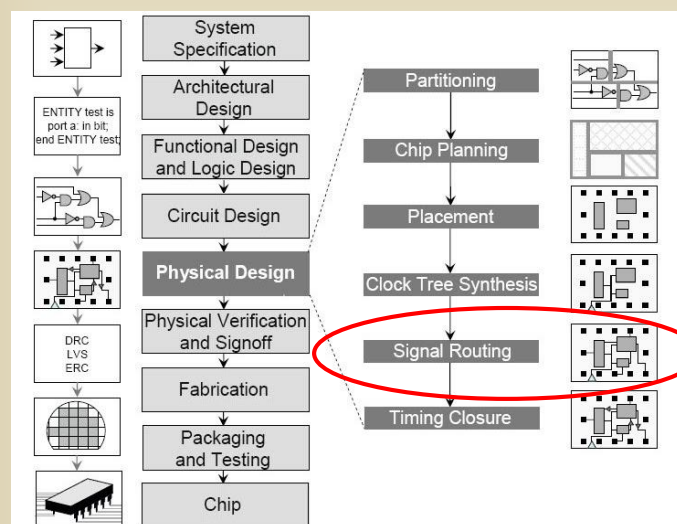 System
Specification
Architectural
Design
ENTITY test is
port a: in bit;
end ENTITY test;
Functional Design
and Logic Design
Circuit Design
Physical Design
Physical Verification
and Signoff
DRC
LVS
ERC
Fabrication
Packaging
and Testing
Chip
Partitioning
Chip Planning
Placement
Clock Tree Synthesis
Signal Routing
Timing Closure